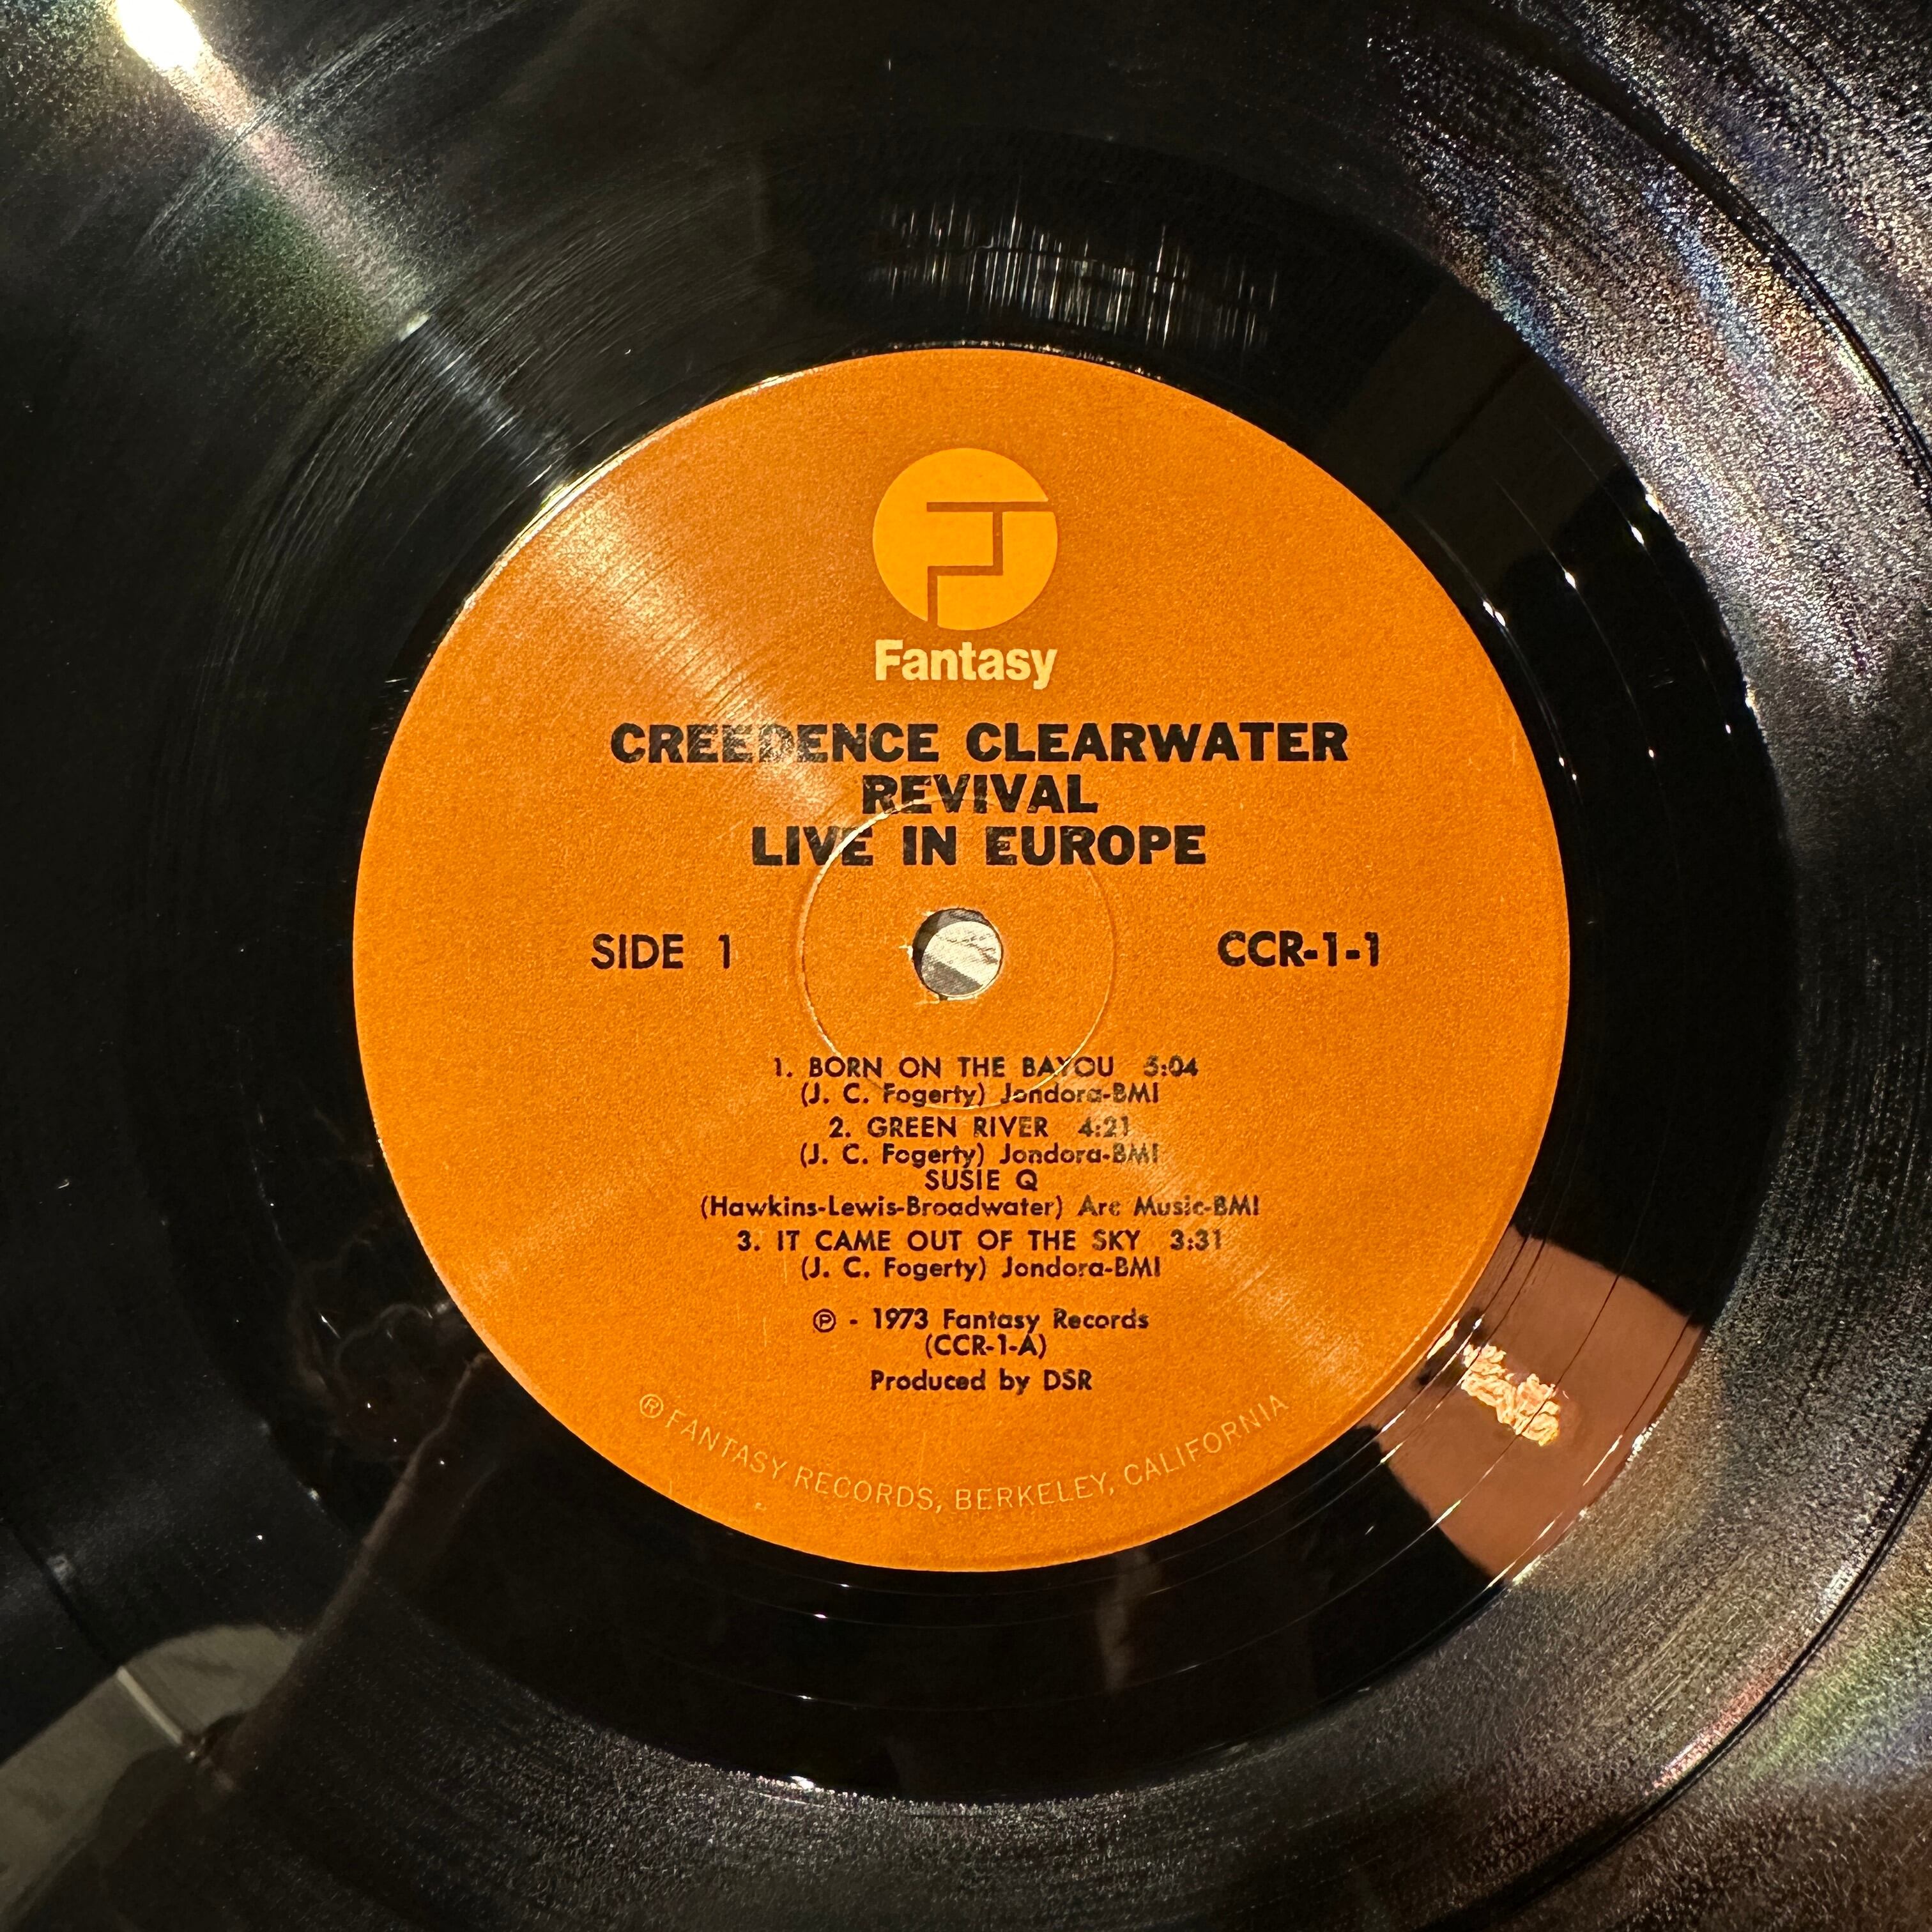 Fantasy
CREEDENCE CLEARWATER
REVIVAL
LIVE IN EUROPE
SIDE 1
CCR-1-1
1. BORN ON THE BAYOU 5:04
(J. C. Fogerty) Jondora-BMI
2. GREEN RIVER 4:21
(J. C. Fogerty) Jondora-BMI
SUSIE Q
(Hawkins-Lewis-Broadwater) Arc Music-BMI
3. IT CAME OUT OF THE SKY 3:31
(J. C. Fogerty) Jondora-BMI
℗ - 1973 Fantasy Records
(CCR-1-A)
Produced by DSR
® FANTASY RECORDS, BERKELEY, CALIFORNIA